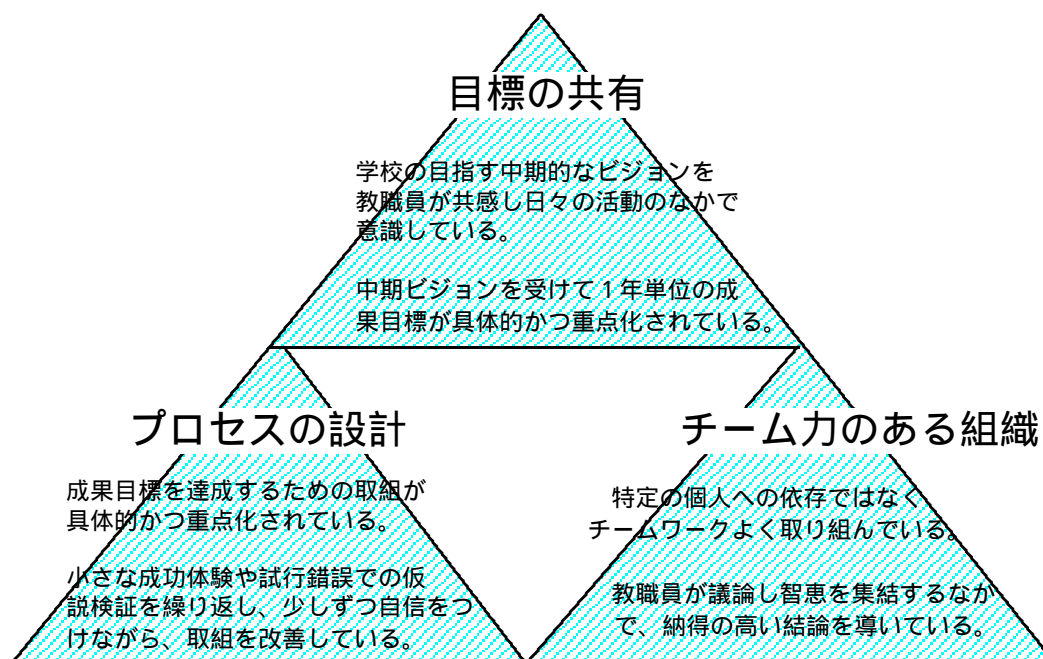 目標の共有
学校の目指す中期的なビジョンを
教職員が共感し日々の活動のなかで
意識している。
中期ビジョンを受けて１年単位の成
果目標が具体的かつ重点化されている。
プロセスの設計
成果目標を達成するための取組が
具体的かつ重点化されている。
小さな成功体験や試行錯誤での仮
説検証を繰り返し、少しずつ自信をつ
けながら、取組を改善している。
チーム力のある組織
特定の個人への依存ではなく
チームワークよく取り組んでいる。
教職員が議論し智恵を集結するなか
で、納得の高い結論を導いている。